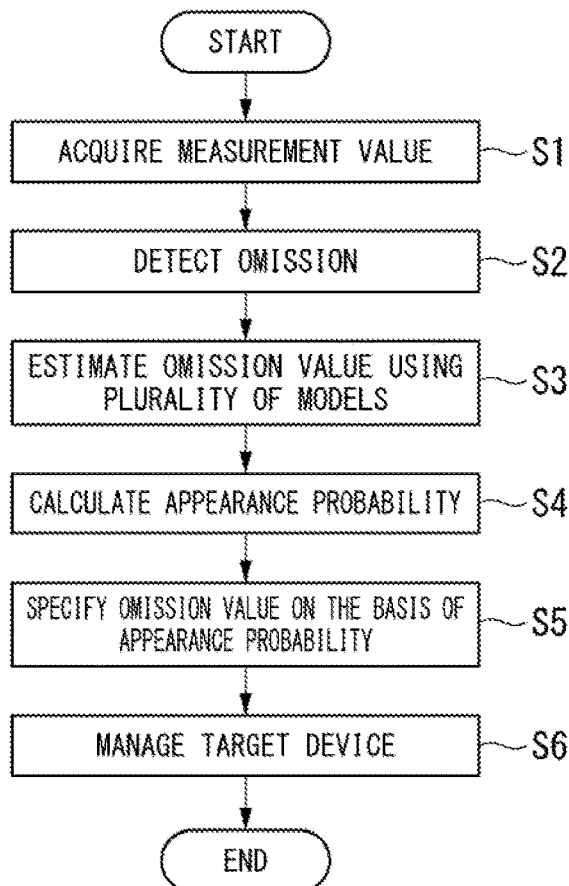 START
ACQUIRE MEASUREMENT VALUE
S1
DETECT OMISSION
S2
ESTIMATE OMISSION VALUE USING
PLURALITY OF MODELS
S3
CALCULATE APPEARANCE PROBABILITY
S4
SPECIFY OMISSION VALUE ON THE BASIS OF
APPEARANCE PROBABILITY
S5
MANAGE TARGET DEVICE
S6
END